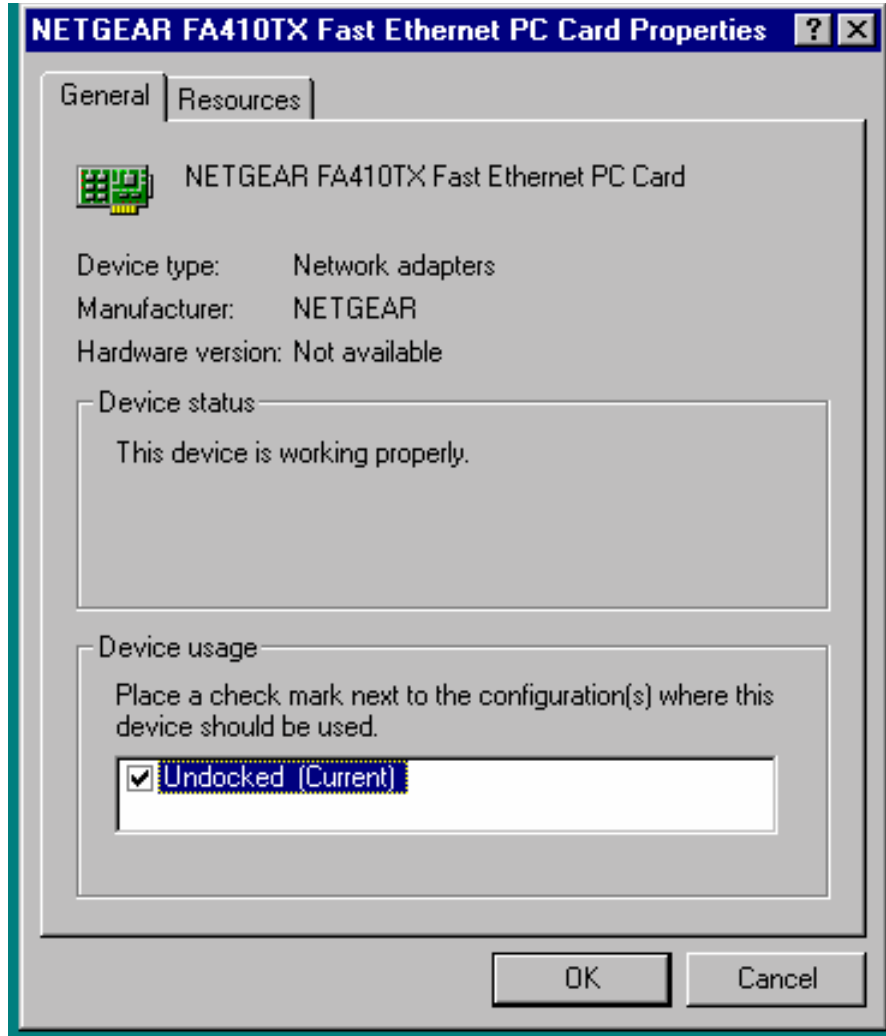 NETGEAR FA410TX Fast Ethernet PC Card Properties
General Resources
NETGEAR FA410TX Fast Ethernet PC Card
Device type: Network adapters
Manufacturer: NETGEAR
Hardware version: Not available
Device status
This device is working properly.
Device usage
Place a check mark next to the configuration(s) where this
device should be used.
Undocked (Current)
OK Cancel